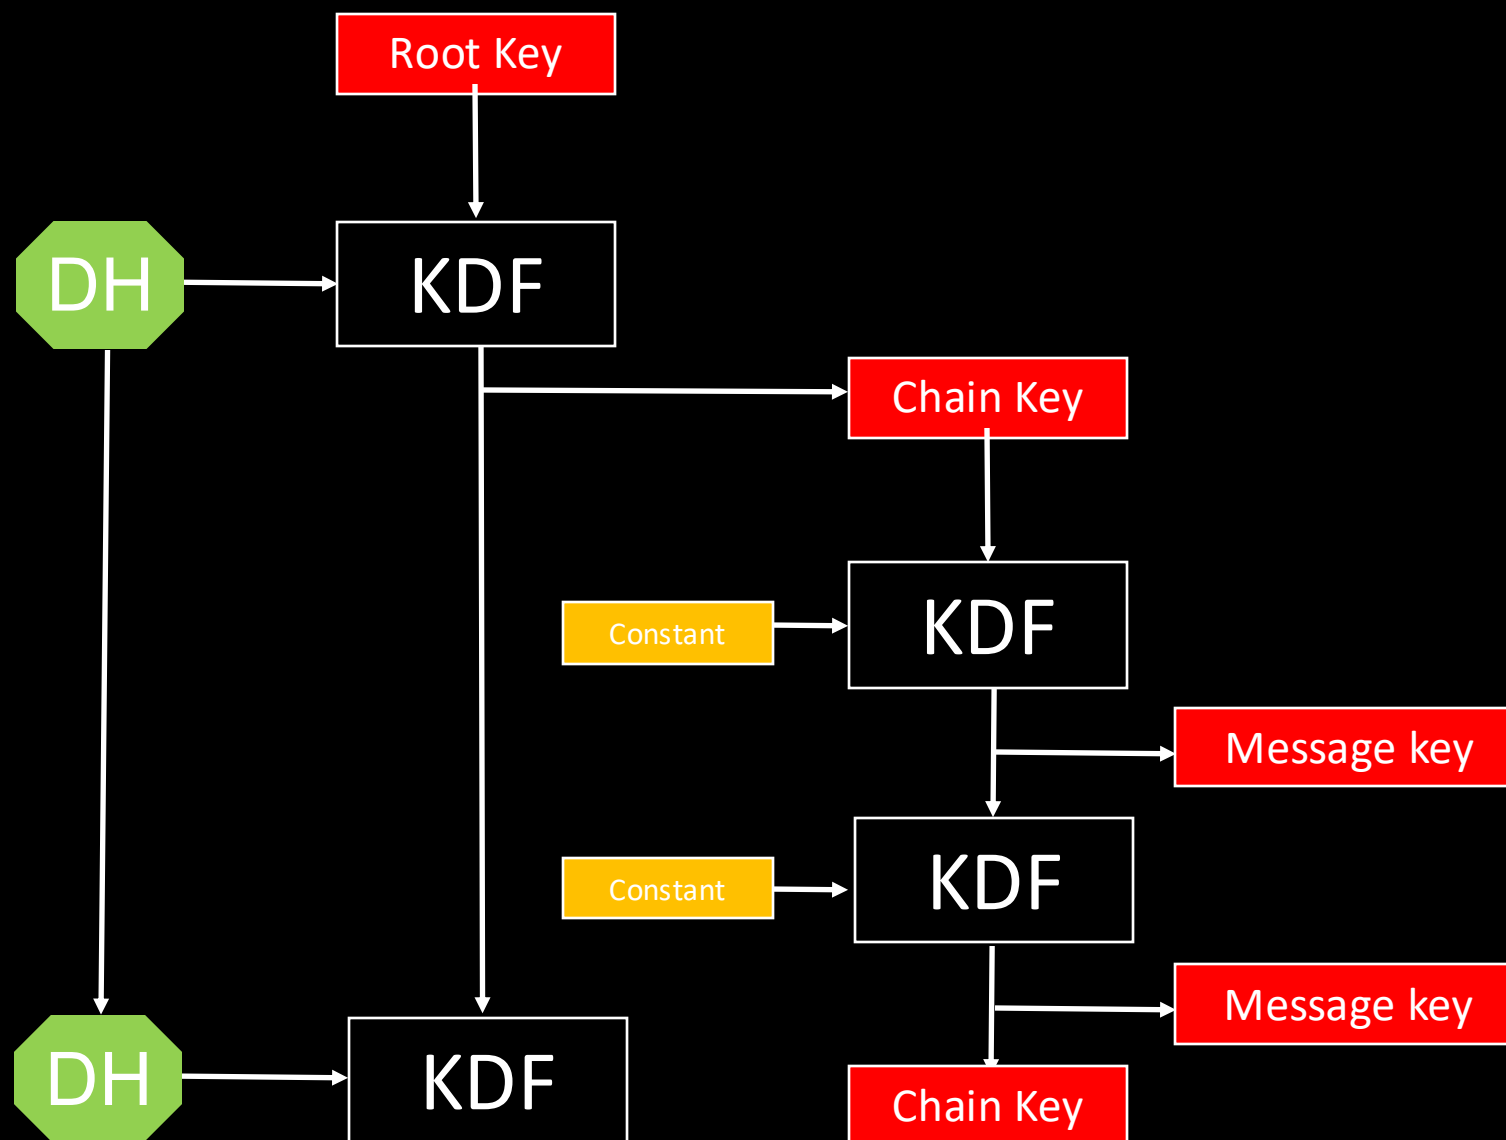 Root Key
DH
KDF
Chain Key
Constant
KDF
Message key
Constant
KDF
Message key
DH
KDF
Chain Key